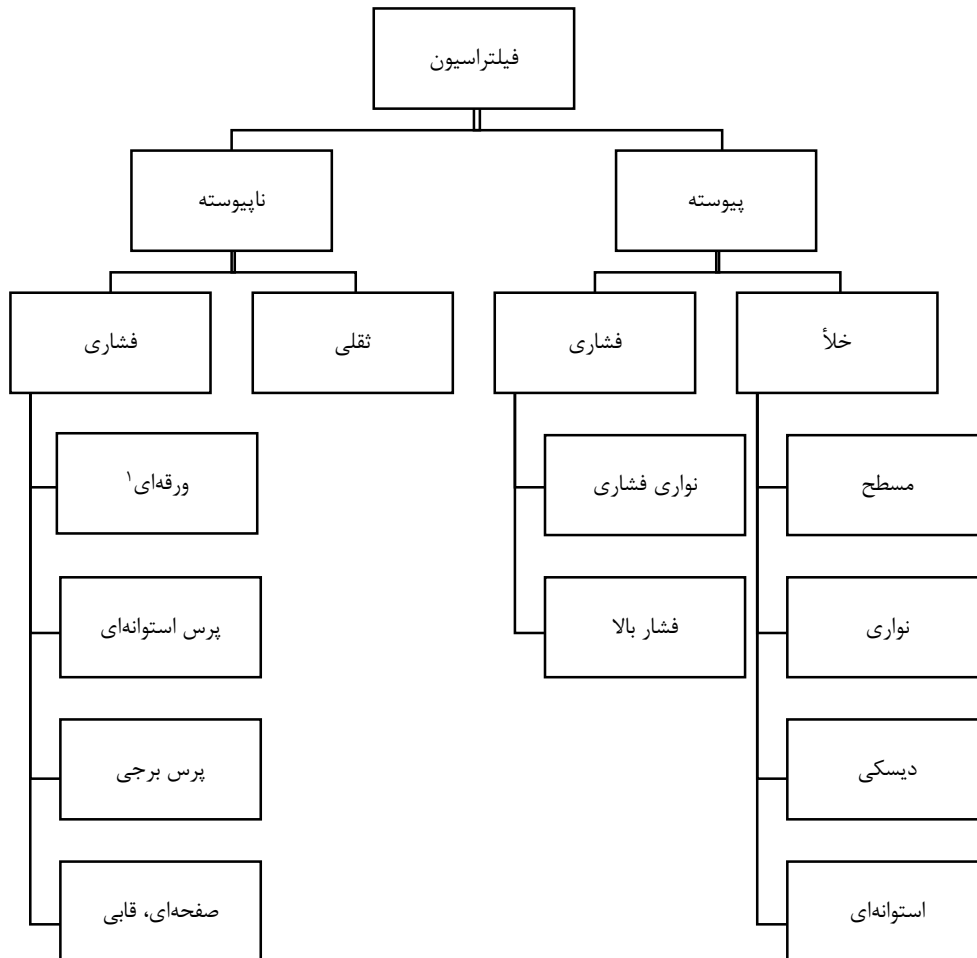 فیلتراسیون
پیوسته
ناپیوسته
خلأ
فشاری
ثقلی
فشاری
مسطح
نواری فشاری
ورقه‌ای۱
نواری
فشار بالا
پرس استوانه‌ای
دیسکی
پرس برجی
استوانه‌ای
صفحه‌ای، قابی